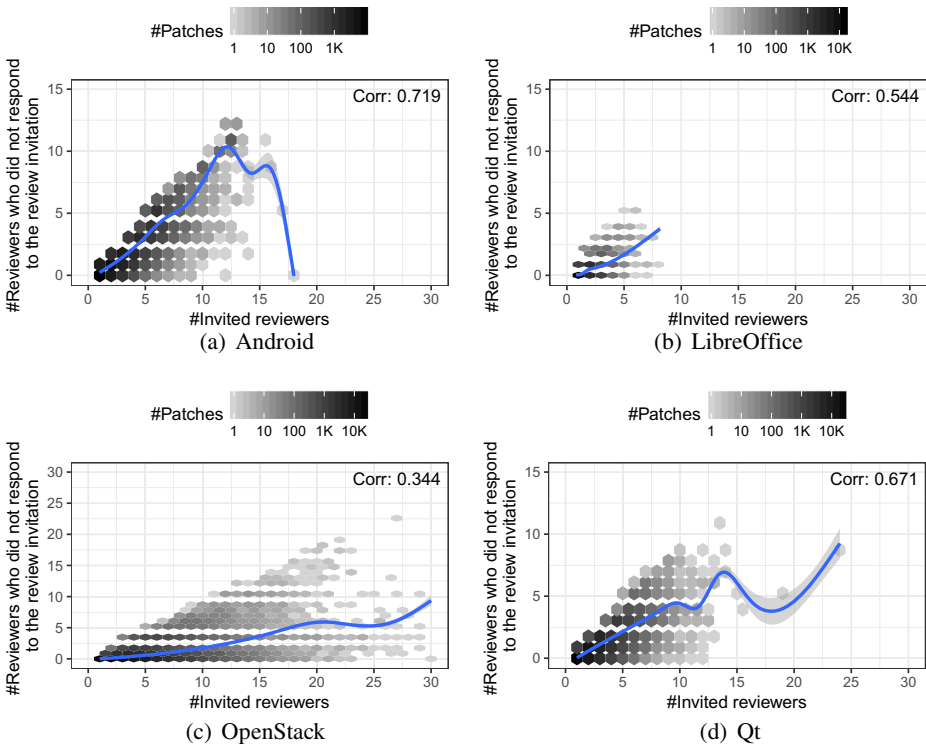 #Patches
1 10 100 1K
Corr: 0.719
#Reviewers who did not respond
to the review invitation
15
10
5
0
0 5 10 15 20 25 30
#Invited reviewers
(a) Android
#Patches
1 10 100 1K 10K
Corr: 0.544
#Reviewers who did not respond
to the review invitation
15
10
5
0
0 5 10 15 20 25 30
#Invited reviewers
(b) LibreOffice
#Patches
1 10 100 1K 10K
Corr: 0.344
#Reviewers who did not respond
to the review invitation
30
25
20
15
10
5
0
0 5 10 15 20 25 30
#Invited reviewers
(c) OpenStack
#Patches
1 10 100 1K 10K
Corr: 0.671
#Reviewers who did not respond
to the review invitation
15
10
5
0
0 5 10 15 20 25 30
#Invited reviewers
(d) Qt